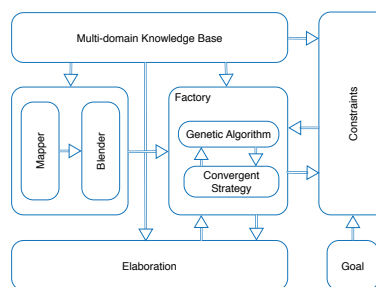 Multi-domain Knowledge Base
Factory
Mapper
Blender
Genetic Algorithm
Convergent
Strategy
Constraints
Elaboration
Goal